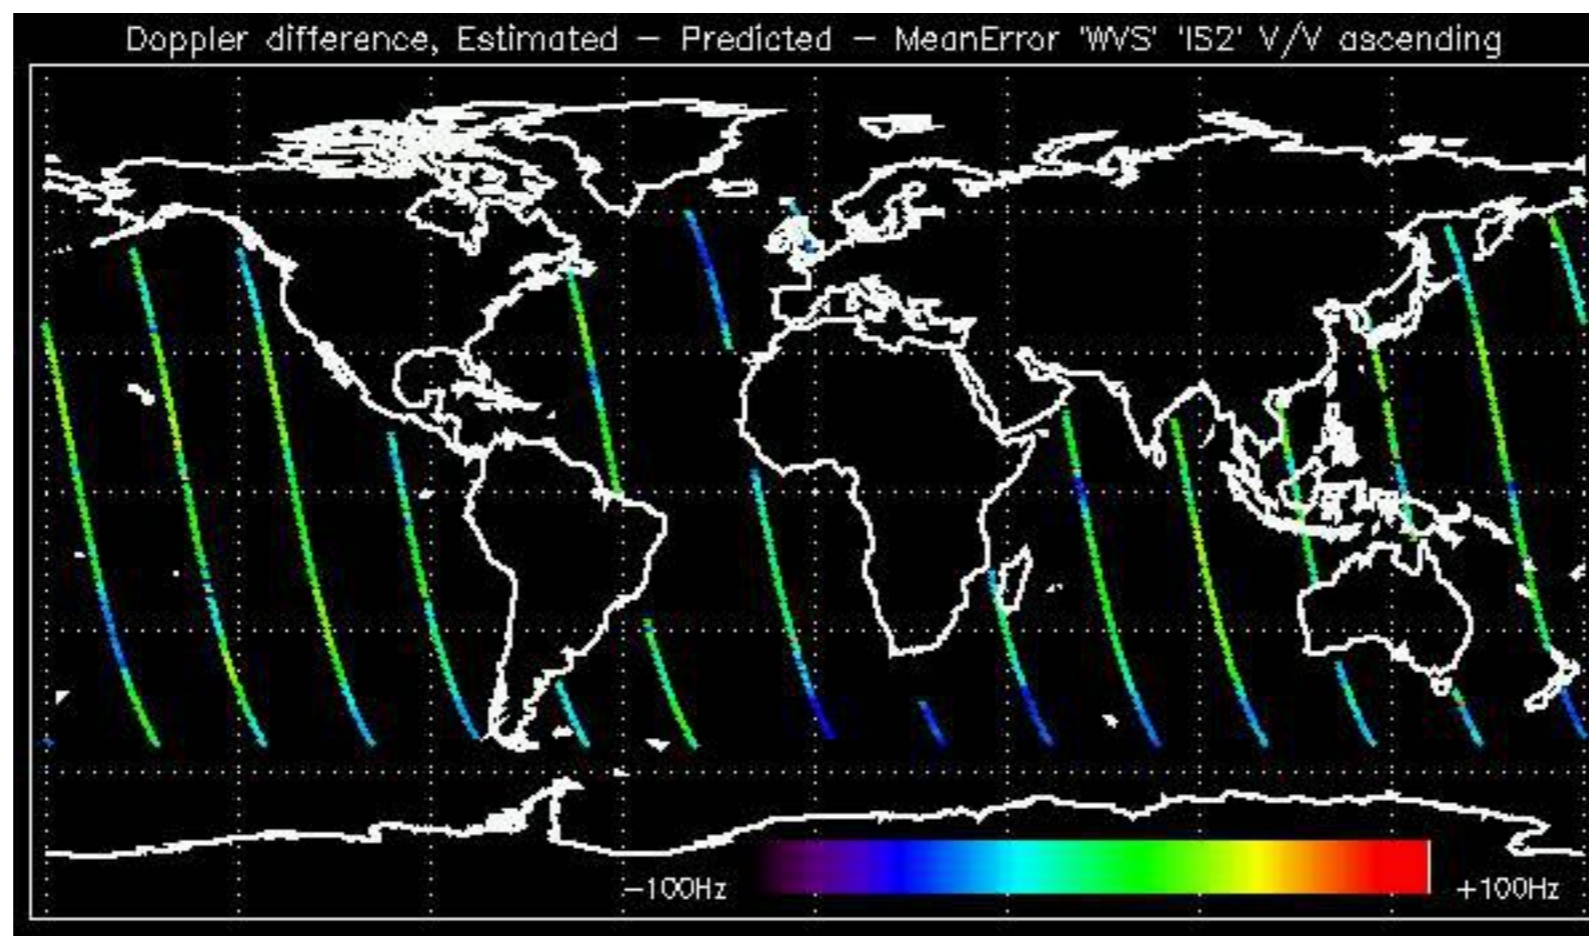 Doppler difference, Estimated – Predicted – MeanError 'WVS' 'IS2' V/V ascending
–100Hz
+100Hz